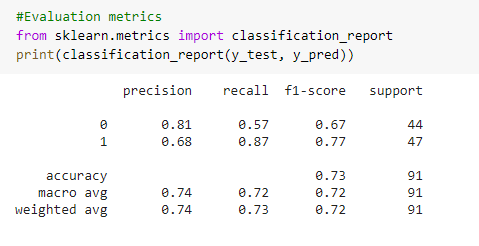 #Evaluation metrics
from sklearn.metrics import classification_report
print(classification_report(y_test, y_pred))
precision recall f1-score support
0 0.81 0.57 0.67 44
1 0.68 0.87 0.77 47
accuracy 0.73 91
macro avg 0.74 0.72 0.72 91
weighted avg 0.74 0.73 0.72 91